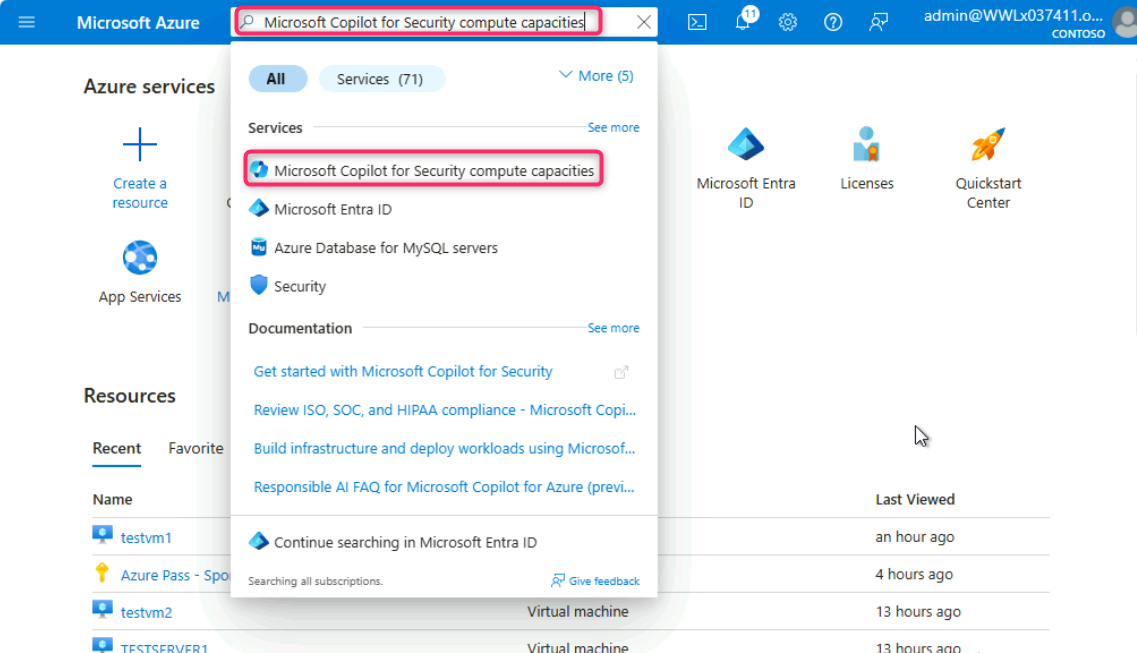 Microsoft Azure
Microsoft Copilot for Security compute capacities
11
admin@WWLx037411.o...
CONTOSO
All
Services (71)
More (5)
Azure services
Services
See more
Microsoft Copilot for Security compute capacities
Microsoft Entra ID
Azure Database for MySQL servers
Security
Documentation
See more
Get started with Microsoft Copilot for Security
Review ISO, SOC, and HIPAA compliance - Microsoft Copi...
Build infrastructure and deploy workloads using Microsof...
Responsible AI FAQ for Microsoft Copilot for Azure (previ...
Continue searching in Microsoft Entra ID
Searching all subscriptions.
Give feedback
Create a
resource
Microsoft Entra
ID
Licenses
Quickstart
Center
App Services
M
Resources
Recent
Favorite
Name
Last Viewed
testvm1
an hour ago
Azure Pass - Spo
4 hours ago
testvm2
Virtual machine
13 hours ago
TESTSERVER1
Virtual machine
13 hours ago